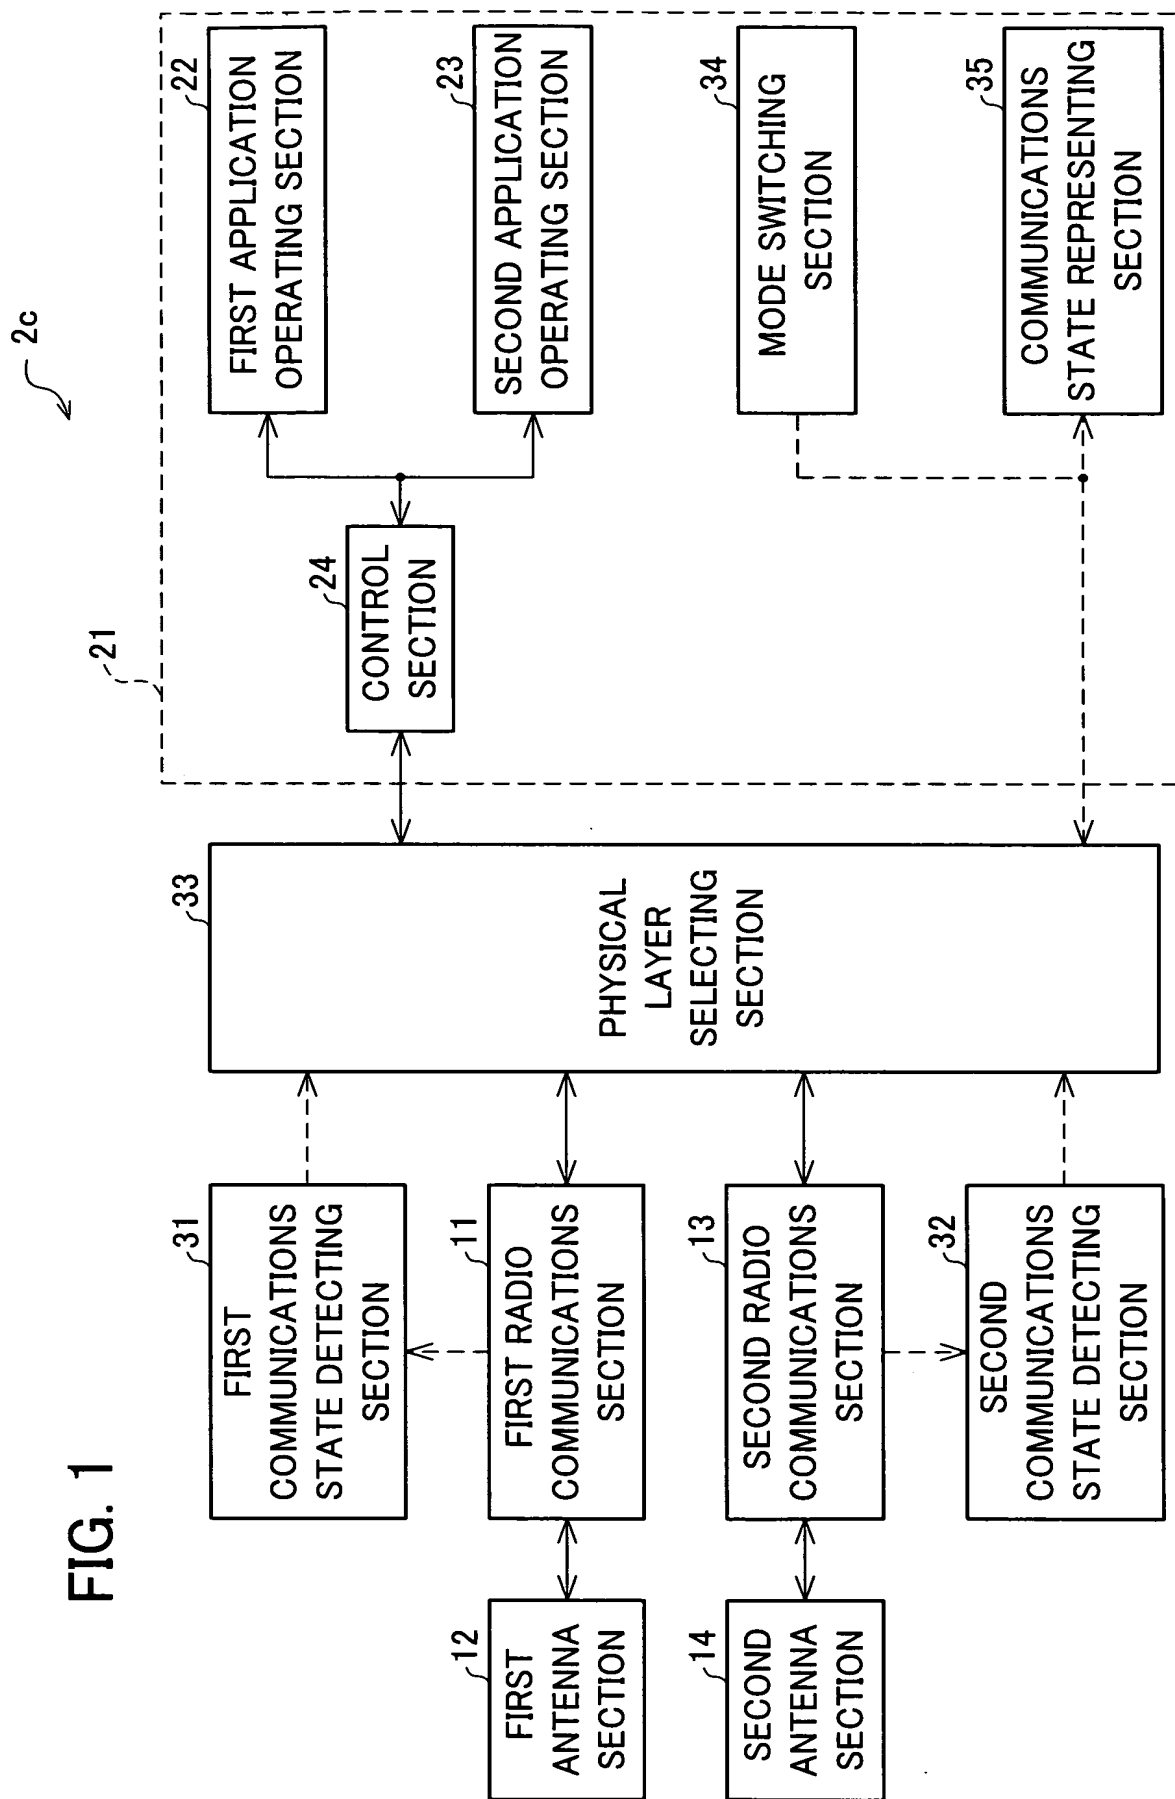 FIG. 1
2c
12
FIRST
ANTENNA
SECTION
14
SECOND
ANTENNA
SECTION
31
FIRST
COMMUNICATIONS
STATE DETECTING
SECTION
11
FIRST RADIO
COMMUNICATIONS
SECTION
13
SECOND RADIO
COMMUNICATIONS
SECTION
32
SECOND
COMMUNICATIONS
STATE DETECTING
SECTION
33
PHYSICAL
LAYER
SELECTING
SECTION
21
24
CONTROL
SECTION
22
FIRST APPLICATION
OPERATING SECTION
23
SECOND APPLICATION
OPERATING SECTION
34
MODE SWITCHING
SECTION
35
COMMUNICATIONS
STATE REPRESENTING
SECTION